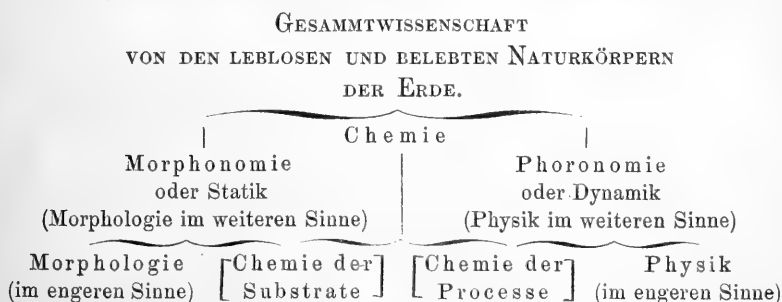 GESAMMTWISSENSCHAFT
VON DEN LEBLOSEN UND BELEBTEN NATURKÖRPERN
DER ERDE.
Chemie
Morphonomie
oder Statik
(Morphologie im weiteren Sinne)
Phoronomie
oder Dynamik
(Physik im weiteren Sinne)
Morphologie
(im engeren Sinne)
[Chemie der
Substrate]
[Chemie der
Processe]
Physik
(im engeren Sinne)